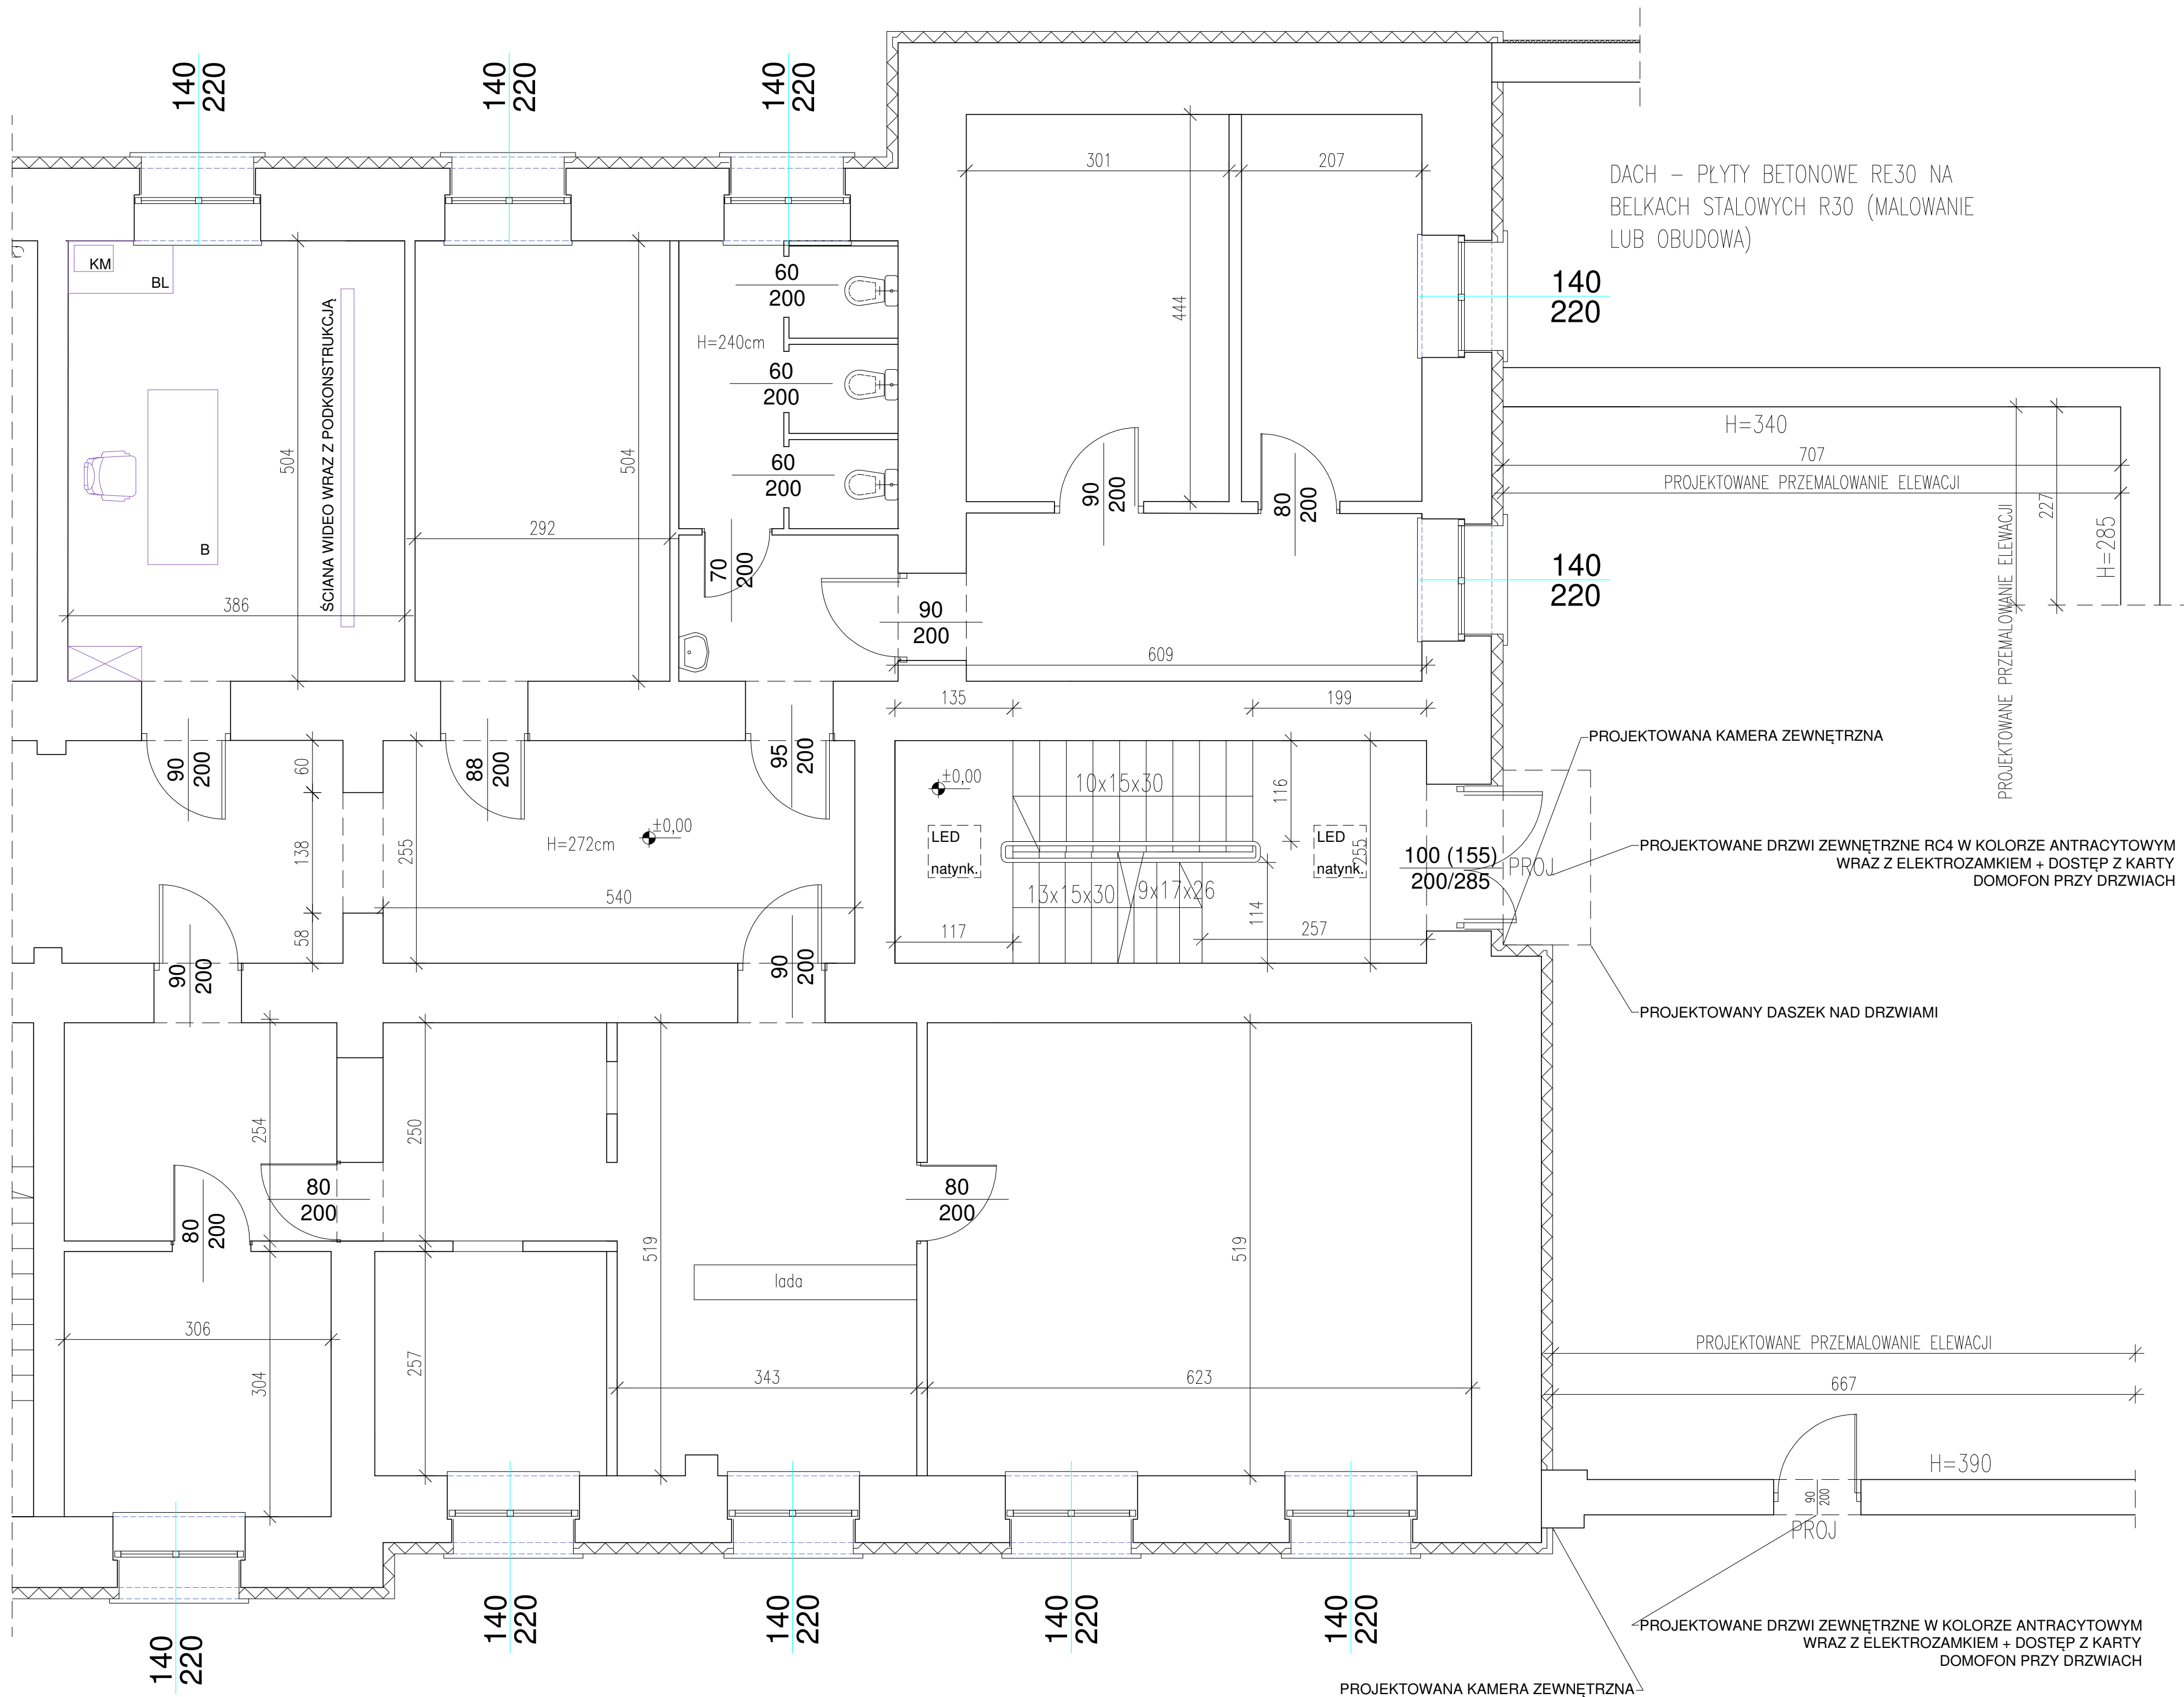 140
220
140
220
140
220
301
207
DACH – PŁYTY BETONOWE RE30 NA
BELKACH STALOWYCH R30 (MALOWANIE
LUB OBUDOWA)
KM
BL
60
200
H=240cm
60
200
60
200
444
140
220
504
ŚCIANA WIDEO WRAZ Z PODKONSTRUKCJĄ
504
B
292
386
90
200
80
200
70
200
90
200
140
220
H=340
707
PROJEKTOWANE PRZEMALOWANIE ELEWACJI
PROJEKTOWANE PRZEMALOWANIE ELEWACJI
227
H=285
609
135
199
PROJEKTOWANA KAMERA ZEWNĘTRZNA
90
200
60
88
200
95
200
±0,00
10x15x30
116
138
255
H=272cm
±0,00
LED
natynk.
LED
natynk.
255
100 (155)
200/285
PROJ
PROJEKTOWANE DRZWI ZEWNĘTRZNE RC4 W KOLORZE ANTRACYTOWYM
WRAZ Z ELEKTROZAMKIEM + DOSTĘP Z KARTY
DOMOFON PRZY DRZWIACH
540
13x15x30
9x17x26
114
58
117
257
90
200
90
200
PROJEKTOWANY DASZEK NAD DRZWIAMI
254
250
80
200
80
200
80
200
519
519
lada
306
304
257
343
623
PROJEKTOWANE PRZEMALOWANIE ELEWACJI
667
H=390
90
200
PROJ
140
220
140
220
140
220
140
220
140
220
PROJEKTOWANE DRZWI ZEWNĘTRZNE W KOLORZE ANTRACYTOWYM
WRAZ Z ELEKTROZAMKIEM + DOSTĘP Z KARTY
DOMOFON PRZY DRZWIACH
PROJEKTOWANA KAMERA ZEWNĘTRZNA